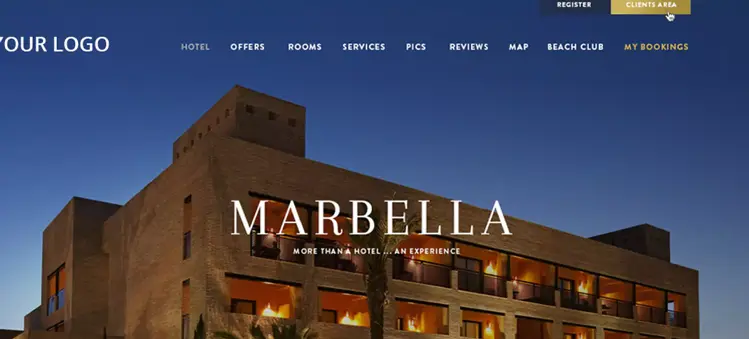 REGISTER CLIENTS AREA
YOUR LOGO
HOTEL OFFERS ROOMS SERVICES PICS REVIEWS MAP BEACH CLUB MY BOOKINGS
MARBELLA
MORE THAN A HOTEL ... AN EXPERIENCE